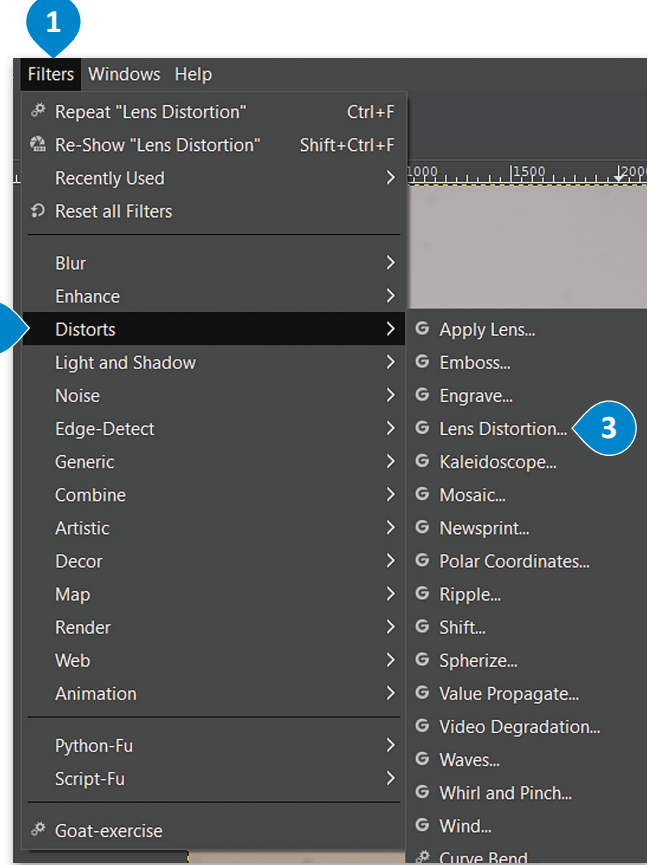 1
Filters Windows Help
Repeat "Lens Distortion" Ctrl+F
Re-Show "Lens Distortion" Shift+Ctrl+F
Recently Used
Reset all Filters
1000 1500 2000
Blur
Enhance
Distorts
Light and Shadow
Noise
Edge-Detect
Generic
Combine
Artistic
Decor
Map
Render
Web
Animation
Python-Fu
Script-Fu
Goat-exercise
Apply Lens...
Emboss...
Engrave...
Lens Distortion...
3
Kaleidoscope...
Mosaic...
Newsprint...
Polar Coordinates...
Ripple...
Shift...
Spherize...
Value Propagate...
Video Degradation...
Waves...
Whirl and Pinch...
Wind...
Curve Bend